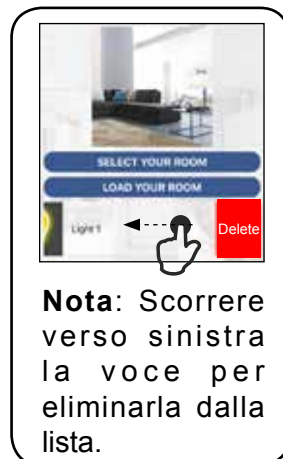 SELECT YOUR ROOM
LOAD YOUR ROOM
Light 1
Delete
Nota: Scorrere
verso sinistra
la voce per
eliminarla dalla
lista.